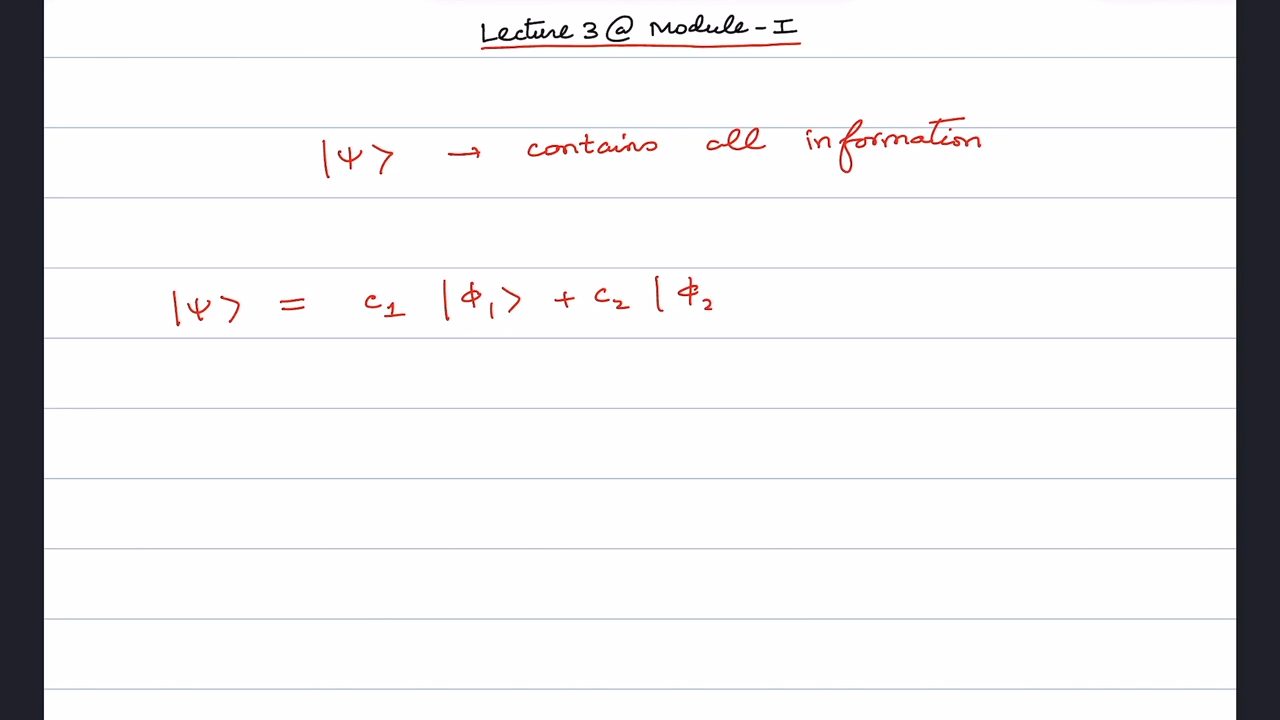 Lecture 3 @ Module - I
|ψ⟩ → contains all information
|ψ⟩ = c₁ |ϕ₁⟩ + c₂ |ϕ₂